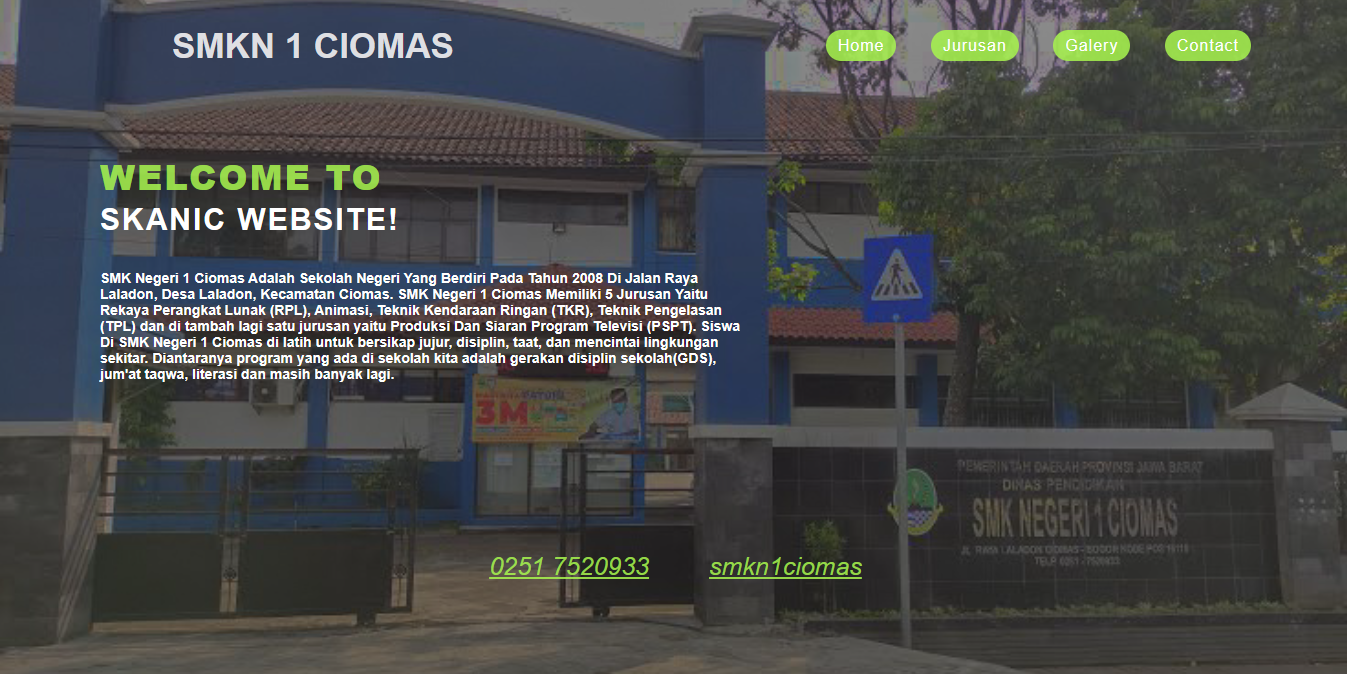 SMKN 1 CIOMAS
Home
Jurusan
Galery
Contact
WELCOME TO
SKANIC WEBSITE!
SMK Negeri 1 Ciomas Adalah Sekolah Negeri Yang Berdiri Pada Tahun 2008 Di Jalan Raya
Laladon, Desa Laladon, Kecamatan Ciomas. SMK Negeri 1 Ciomas Memiliki 5 Jurusan Yaitu
Rekaya Perangkat Lunak (RPL), Animasi, Teknik Kendaraan Ringan (TKR), Teknik Pengelasan
(TPL) dan di tambah lagi satu jurusan yaitu Produksi Dan Siaran Program Televisi (PSPT). Siswa
Di SMK Negeri 1 Ciomas di latih untuk bersikap jujur, disiplin, taat, dan mencintai lingkungan
sekitar. Diantaranya program yang ada di sekolah kita adalah gerakan disiplin sekolah(GDS),
jum'at taqwa, literasi dan masih banyak lagi.
3M
PEMERINTAH DAERAH PROVINSI JAWA BARAT
DINAS PENDIDIKAN
SMK NEGERI 1 CIOMAS
JL. RAYA LALADON CIOMAS - BOGOR KODE POS 16118
TELP. 0251 - 7520933
0251 7520933
smkn1ciomas